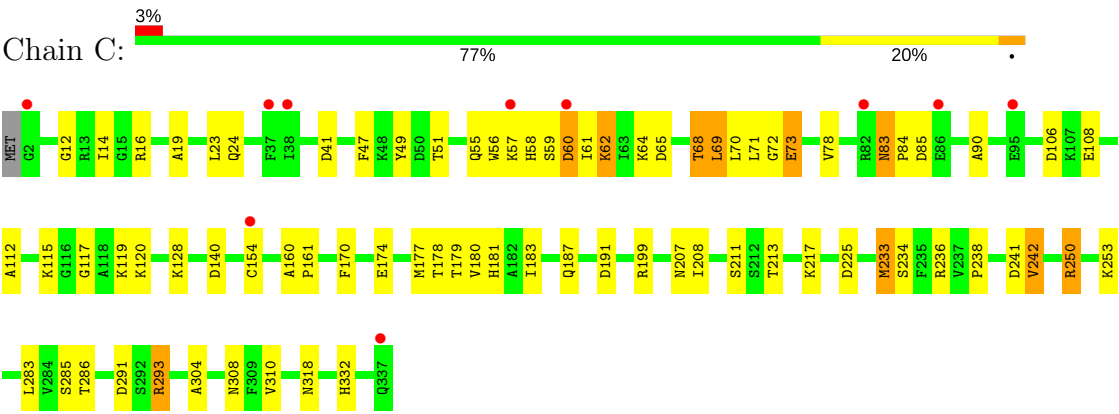 3%
Chain C:
77% 20% •
MET G2 G12 R13 I14 G15 R16 A19 L23 Q24 F37 I38 D41 F47 K48 Y49 D50 T51 Q55 W56 K57 H58 S59 D60 I61 K62 I63 K64 D65 T68 L69 L70 L71 G72 E73 V78 R82 N83 P84 D85 E86 A90 E95 D106 K107 E108
A112 K115 G116 G117 A118 K119 K120 K128 D140 C154 A160 P161 F170 E174 M177 T178 T179 V180 H181 A182 I183 Q187 D191 R199 N207 I208 S211 S212 T213 K217 D225 M233 S234 F235 R236 V237 P238 D241 V242 R250 K253
L283 V284 S285 T286 D291 S292 R293 A304 N308 F309 V310 N318 H332 Q337